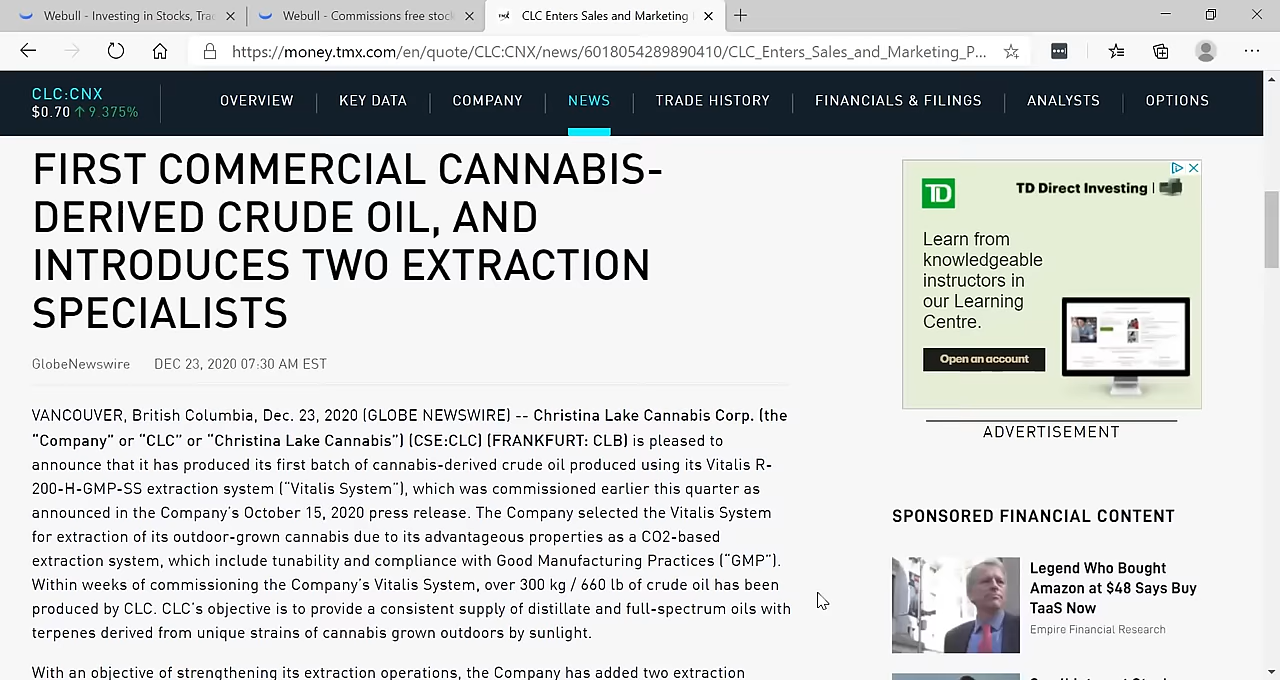 Webull - Investing in Stocks, Tra
Webull - Commissions free stock
CLC Enters Sales and Marketing
https://money.tmx.com/en/quote/CLC:CNX/news/6018054289890410/CLC_Enters_Sales_and_Marketing_P...
CLC:CNX
$0.70 ↑ 9.375%
OVERVIEW
KEY DATA
COMPANY
NEWS
TRADE HISTORY
FINANCIALS & FILINGS
ANALYSTS
OPTIONS
FIRST COMMERCIAL CANNABIS-
DERIVED CRUDE OIL, AND
INTRODUCES TWO EXTRACTION
SPECIALISTS
GlobeNewswire DEC 23, 2020 07:30 AM EST
VANCOUVER, British Columbia, Dec. 23, 2020 (GLOBE NEWSWIRE) -- Christina Lake Cannabis Corp. (the
"Company" or "CLC" or "Christina Lake Cannabis") (CSE:CLC) (FRANKFURT: CLB) is pleased to
announce that it has produced its first batch of cannabis-derived crude oil produced using its Vitalis R-
200-H-GMP-SS extraction system ("Vitalis System"), which was commissioned earlier this quarter as
announced in the Company's October 15, 2020 press release. The Company selected the Vitalis System
for extraction of its outdoor-grown cannabis due to its advantageous properties as a CO2-based
extraction system, which include tunability and compliance with Good Manufacturing Practices ("GMP").
Within weeks of commissioning the Company's Vitalis System, over 300 kg / 660 lb of crude oil has been
produced by CLC. CLC's objective is to provide a consistent supply of distillate and full-spectrum oils with
terpenes derived from unique strains of cannabis grown outdoors by sunlight.
With an objective of strengthening its extraction operations, the Company has added two extraction
TD
TD Direct Investing |
Learn from
knowledgeable
instructors in
our Learning
Centre.
Open an account
ADVERTISEMENT
SPONSORED FINANCIAL CONTENT
Legend Who Bought
Amazon at $48 Says Buy
TaaS Now
Empire Financial Research